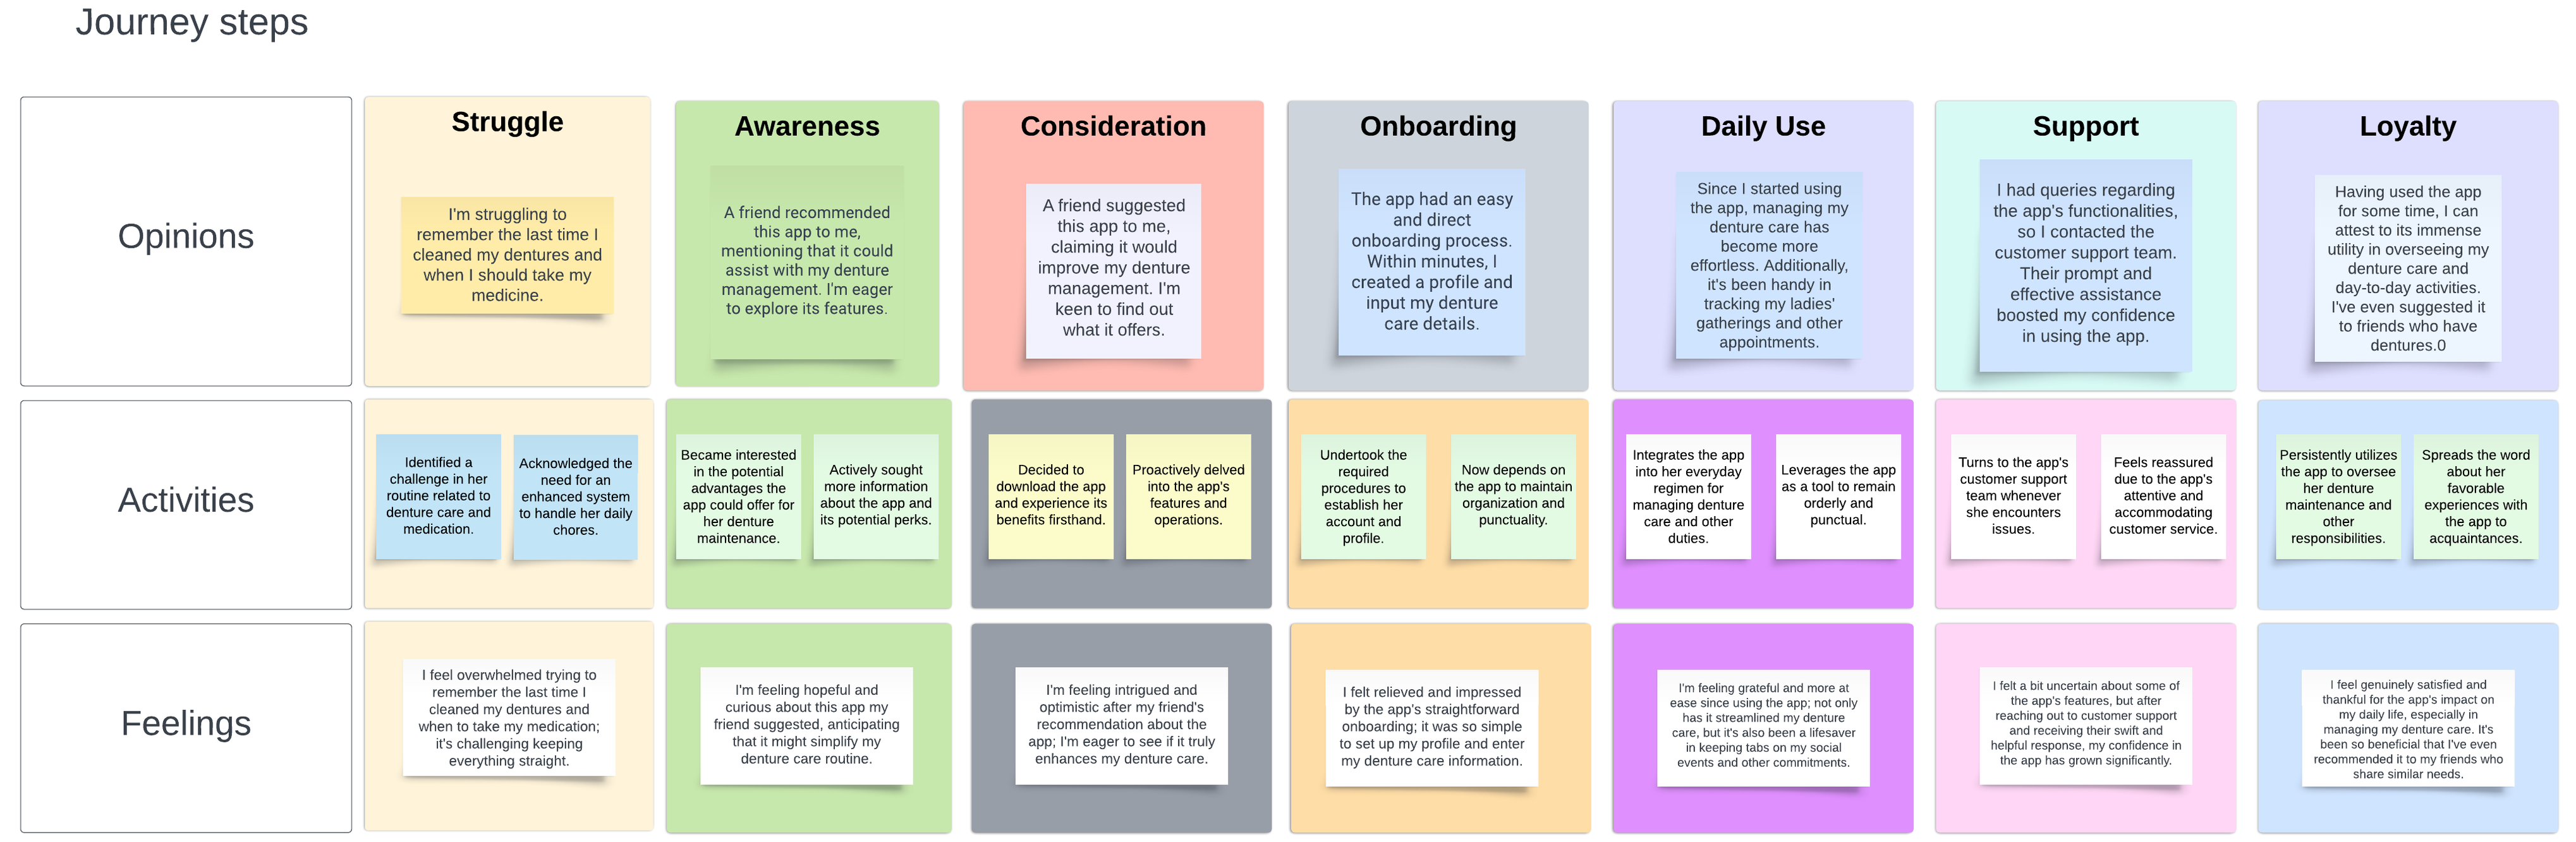 Journey steps
Opinions
Struggle
I'm struggling to
remember the last time I
cleaned my dentures and
when I should take my
medicine.
Awareness
A friend recommended
this app to me,
mentioning that it could
assist with my denture
management. I'm eager
to explore its features.
Consideration
A friend suggested
this app to me,
claiming it would
improve my denture
management. I'm
keen to find out
what it offers.
Onboarding
The app had an easy
and direct
onboarding process.
Within minutes, I
created a profile and
input my denture
care details.
Daily Use
Since I started using
the app, managing my
denture care has
become more
effortless. Additionally,
it's been handy in
tracking my ladies'
gatherings and other
appointments.
Support
I had queries regarding
the app's functionalities,
so I contacted the
customer support team.
Their prompt and
effective assistance
boosted my confidence
in using the app.
Loyalty
Having used the app
for some time, I can
attest to its immense
utility in overseeing my
denture care and
day-to-day activities.
I've even suggested it
to friends who have
dentures.0
Activities
Identified a
challenge in her
routine related to
denture care and
medication.
Acknowledged the
need for an
enhanced system
to handle her daily
chores.
Became interested
in the potential
advantages the
app could offer for
her denture
maintenance.
Actively sought
more information
about the app and
its potential perks.
Decided to
download the app
and experience its
benefits firsthand.
Proactively delved
into the app's
features and
operations.
Undertook the
required
procedures to
establish her
account and
profile.
Now depends on
the app to maintain
organization and
punctuality.
Integrates the app
into her everyday
regimen for
managing denture
care and other
duties.
Leverages the app
as a tool to remain
orderly and
punctual.
Turns to the app's
customer support
team whenever
she encounters
issues.
Feels reassured
due to the app's
attentive and
accommodating
customer service.
Persistently utilizes
the app to oversee
her denture
maintenance and
other
responsibilities.
Spreads the word
about her
favorable
experiences with
the app to
acquaintances.
Feelings
I feel overwhelmed trying to
remember the last time I
cleaned my dentures and
when to take my medication;
it's challenging keeping
everything straight.
I'm feeling hopeful and
curious about this app my
friend suggested, anticipating
that it might simplify my
denture care routine.
I'm feeling intrigued and
optimistic after my friend's
recommendation about the
app; I'm eager to see if it truly
enhances my denture care.
I felt relieved and impressed
by the app's straightforward
onboarding; it was so simple
to set up my profile and enter
my denture care information.
I'm feeling grateful and more at
ease since using the app; not only
has it streamlined my denture
care, but it's also been a lifesaver
in keeping tabs on my social
events and other commitments.
I felt a bit uncertain about some of
the app's features, but after
reaching out to customer support
and receiving their swift and
helpful response, my confidence in
the app has grown significantly.
I feel genuinely satisfied and
thankful for the app's impact on
my daily life, especially in
managing my denture care. It's
been so beneficial that I've even
recommended it to my friends who
share similar needs.